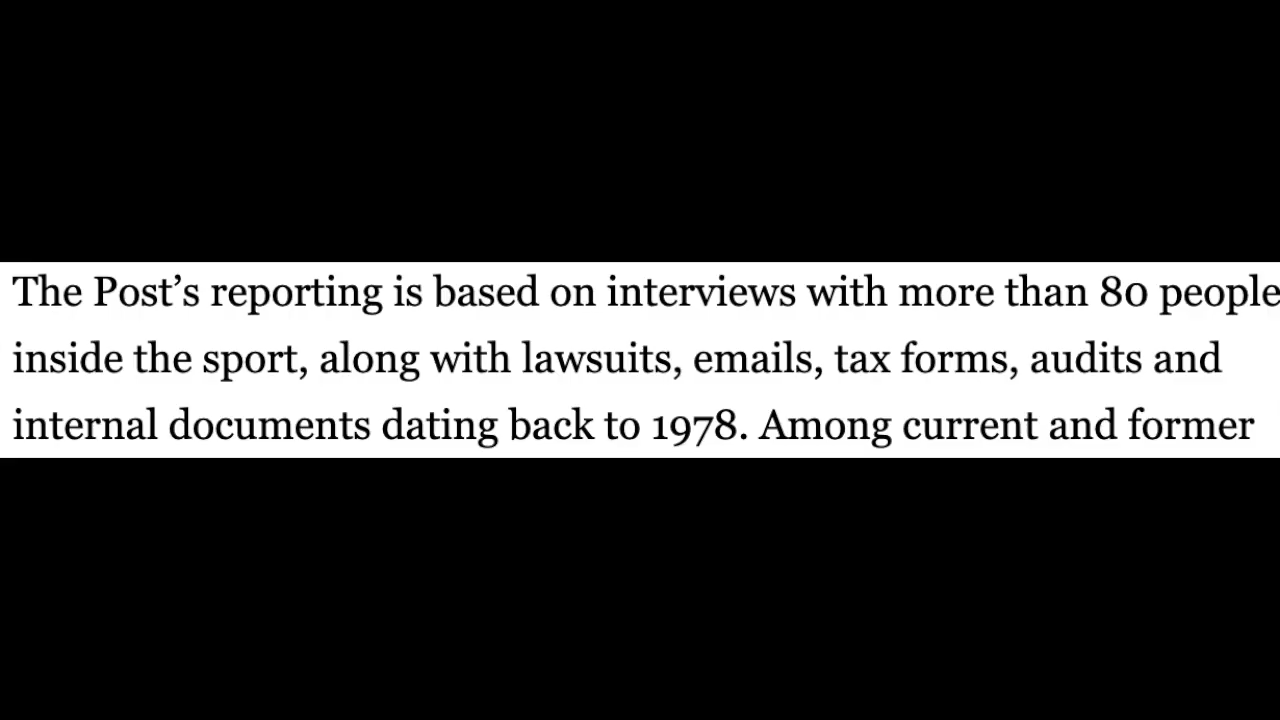 The Post’s reporting is based on interviews with more than 80 people
inside the sport, along with lawsuits, emails, tax forms, audits and
internal documents dating back to 1978. Among current and former